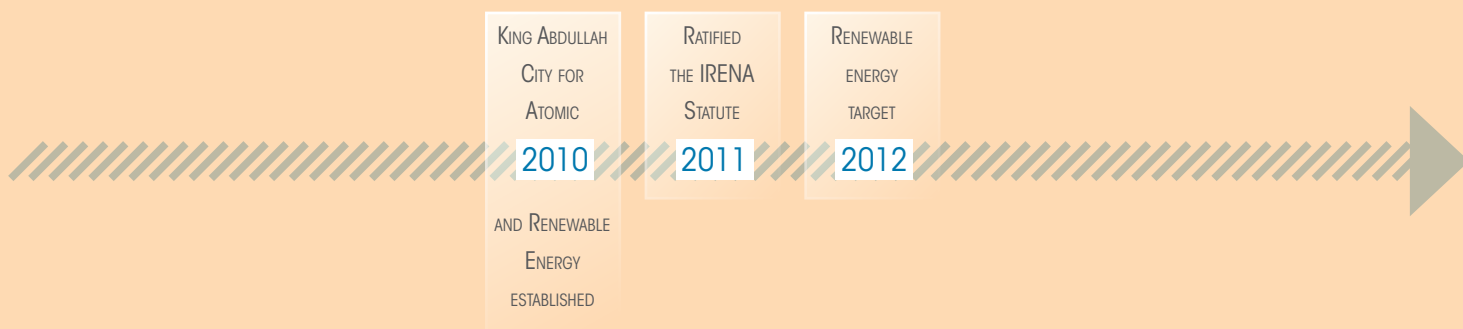 King Abdullah
City for
Atomic
2010
and Renewable
Energy
established
Ratified
the IRENA
Statute
2011
Renewable
energy
target
2012